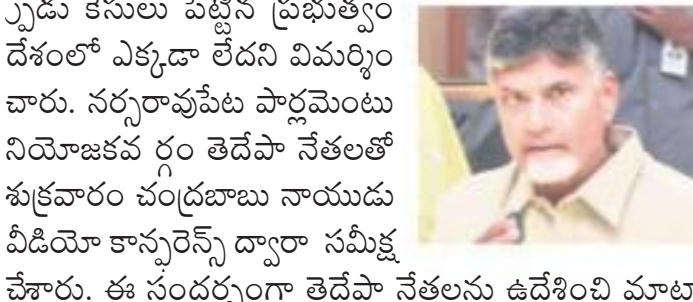 ప్పుడు కేసులు పెట్టిన ప్రభుత్వం
దేశంలో ఎక్కడా లేదని విమర్శిం
చారు. నర్సరావుపేట పార్లమెంటు
నియోజకవ ర్గం తెదేపా నేతలతో
శుక్రవారం చంద్రబాబు నాయుడు
వీడియో కాన్ఫరెన్స్ ద్వారా సమీక్ష
చేశారు. ఈ సందర్భంగా తెదేపా నేతలను ఉద్దేశించి మాట్లా